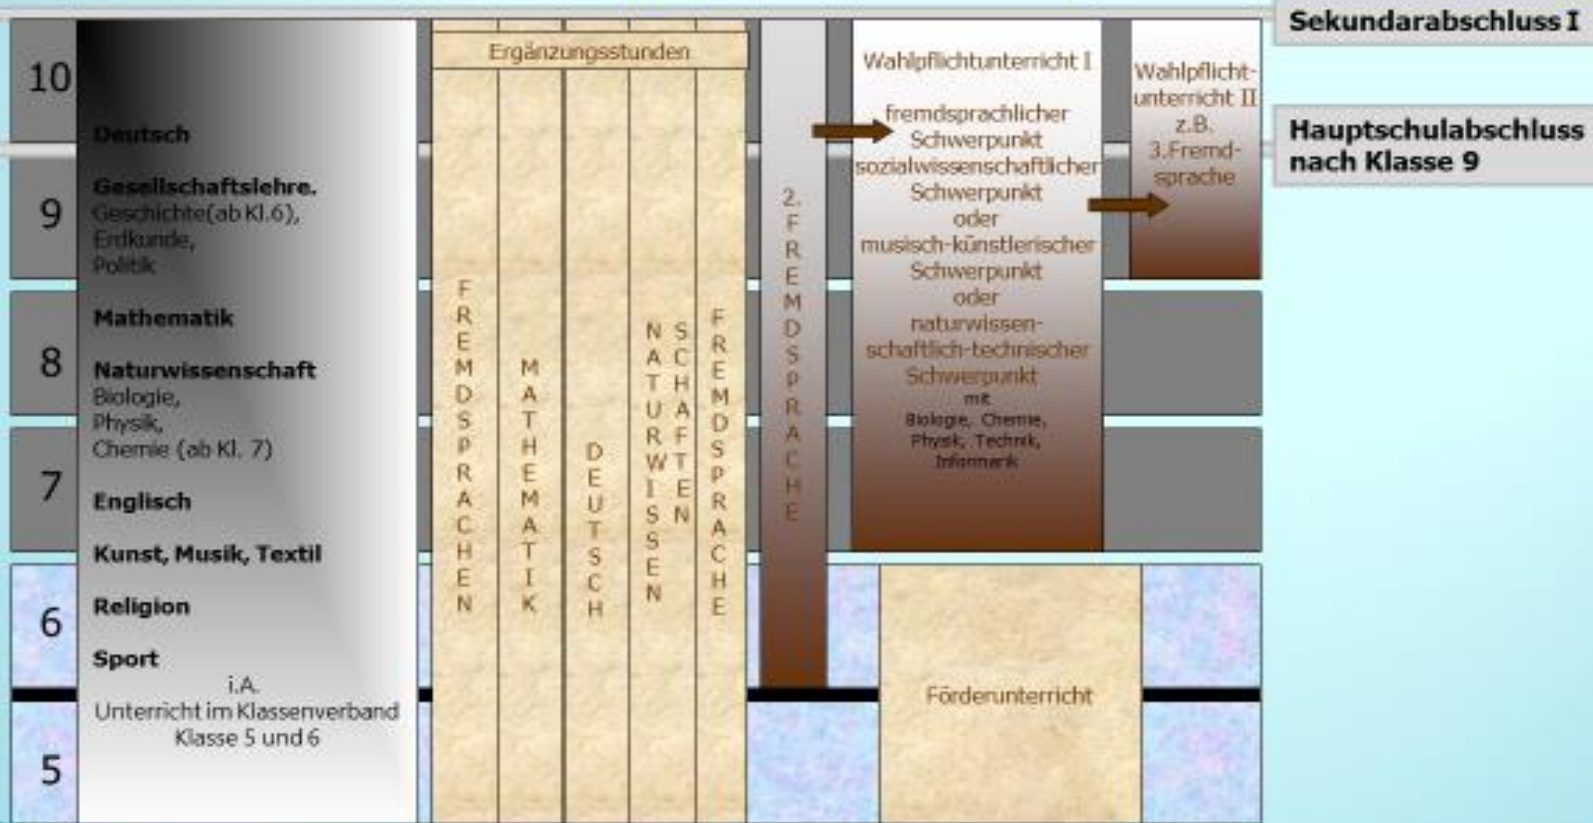 Sekundarabschluss I
Hauptschulabschluss
nach Klasse 9
10
9
8
7
6
5
Deutsch
Gesellschaftslehre.
Geschichte(ab Kl.6),
Erdkunde,
Politik
Mathematik
Naturwissenschaft
Biologie,
Physik,
Chemie (ab Kl. 7)
Englisch
Kunst, Musik, Textil
Religion
Sport
i.A.
Unterricht im Klassenverband
Klasse 5 und 6
Ergänzungsstunden
FREMDSPRACHEN
MATHEMATIK
DEUTSCH
NATURWISSEN
SCHAFTEN
FREMDSPRACHE
2. FREMDSPRACHE
Wahlpflichtunterricht I
fremdsprachlicher
Schwerpunkt
sozialwissenschaftlicher
Schwerpunkt
oder
musisch-künstlerischer
Schwerpunkt
oder
naturwissen-
schaftlich-technischer
Schwerpunkt
mit
Biologie, Chemie,
Physik, Technik,
Informarik
Wahlpflicht-
unterricht II
z.B.
3.Fremd-
sprache
Förderunterricht